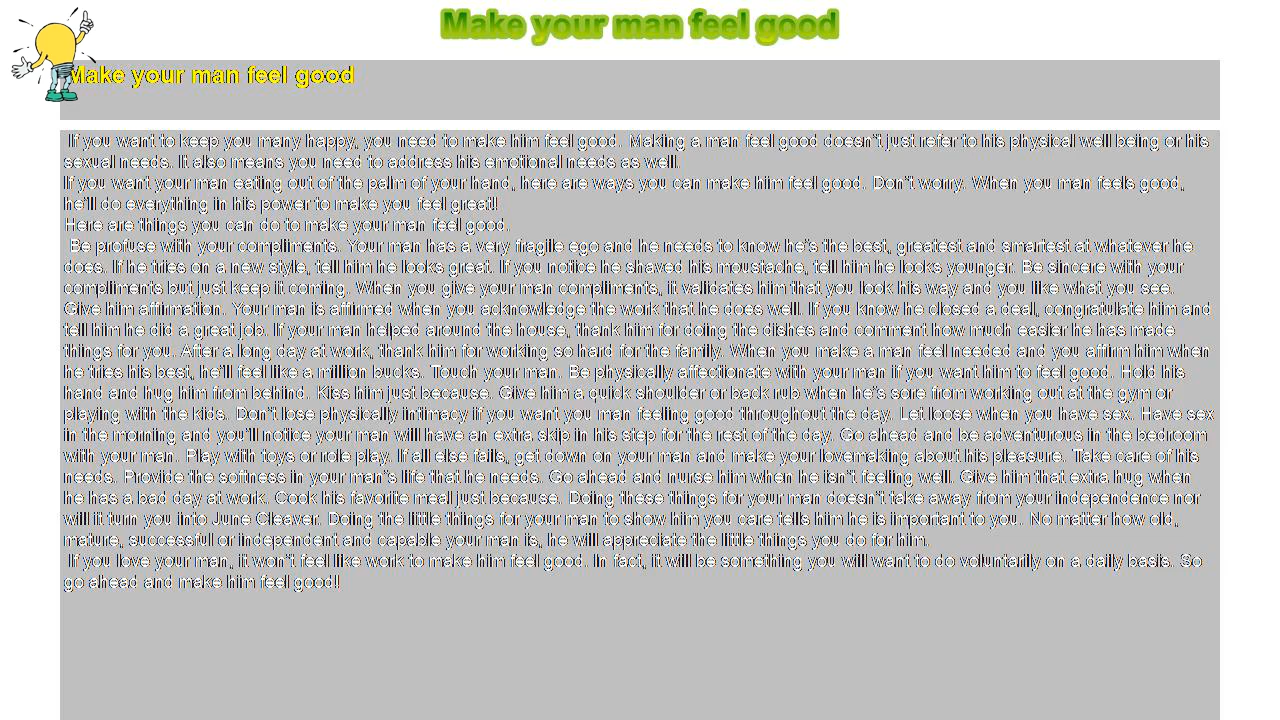 Make your man feel good
Make your man feel good
If you want to keep you many happy, you need to make him feel good. Making a man feel good doesn't just refer to his physical well being or his
sexual needs. It also means you need to address his emotional needs as well.
If you want your man eating out of the palm of your hand, here are ways you can make him feel good. Don't worry. When you man feels good,
he'll do everything in his power to make you feel great!
Here are things you can do to make your man feel good.
Be profuse with your compliments. Your man has a very fragile ego and he needs to know he's the best, greatest and smartest at whatever he
does. If he tries on a new style, tell him he looks great. If you notice he shaved his moustache, tell him he looks younger. Be sincere with your
compliments but just keep it coming. When you give your man compliments, it validates him that you look his way and you like what you see.
Give him affirmation. Your man is affirmed when you acknowledge the work that he does well. If you know he closed a deal, congratulate him and
tell him he did a great job. If your man helped around the house, thank him for doing the dishes and comment how much easier he has made
things for you. After a long day at work, thank him for working so hard for the family. When you make a man feel needed and you affirm him when
he tries his best, he'll feel like a million bucks. Touch your man. Be physically affectionate with your man if you want him to feel good. Hold his
hand and hug him from behind. Kiss him just because. Give him a quick shoulder or back rub when he's sore from working out at the gym or
playing with the kids. Don't lose physically intimacy if you want you man feeling good throughout the day. Let loose when you have sex. Have sex
in the morning and you'll notice your man will have an extra skip in his step for the rest of the day. Go ahead and be adventurous in the bedroom
with your man. Play with toys or role play. If all else fails, get down on your man and make your lovemaking about his pleasure. Take care of his
needs. Provide the softness in your man's life that he needs. Go ahead and nurse him when he isn't feeling well. Give him that extra hug when
he has a bad day at work. Cook his favorite meal just because. Doing these things for your man doesn't take away from your independence nor
will it turn you into June Cleaver. Doing the little things for your man to show him you care tells him he is important to you. No matter how old,
mature, successful or independent and capable your man is, he will appreciate the little things you do for him.
If you love your man, it won't feel like work to make him feel good. In fact, it will be something you will want to do voluntarily on a daily basis. So
go ahead and make him feel good!